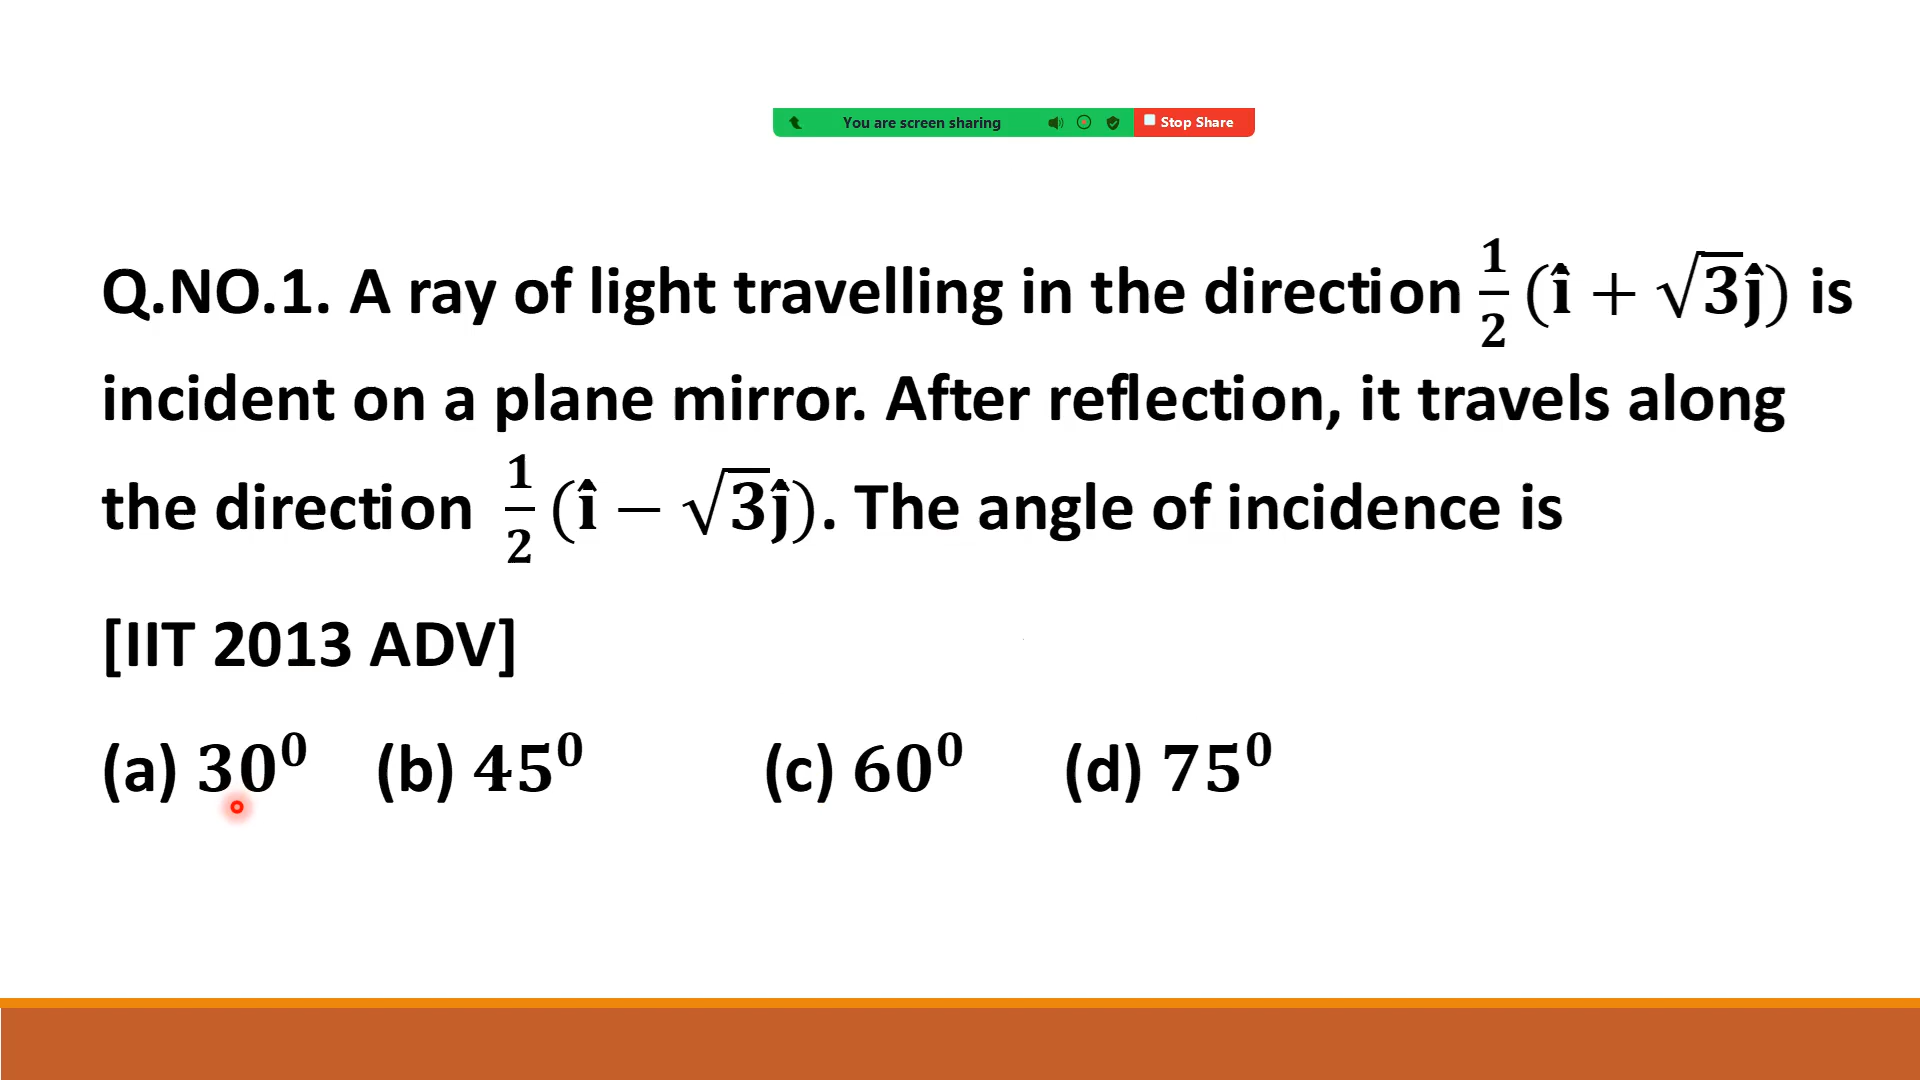 You are screen sharing Stop Share
Q.NO.1. A ray of light travelling in the direction 1/2 (î + √3ĵ) is
incident on a plane mirror. After reflection, it travels along
the direction 1/2 (î − √3ĵ). The angle of incidence is
[IIT 2013 ADV]
(a) 30⁰ (b) 45⁰ (c) 60⁰ (d) 75⁰